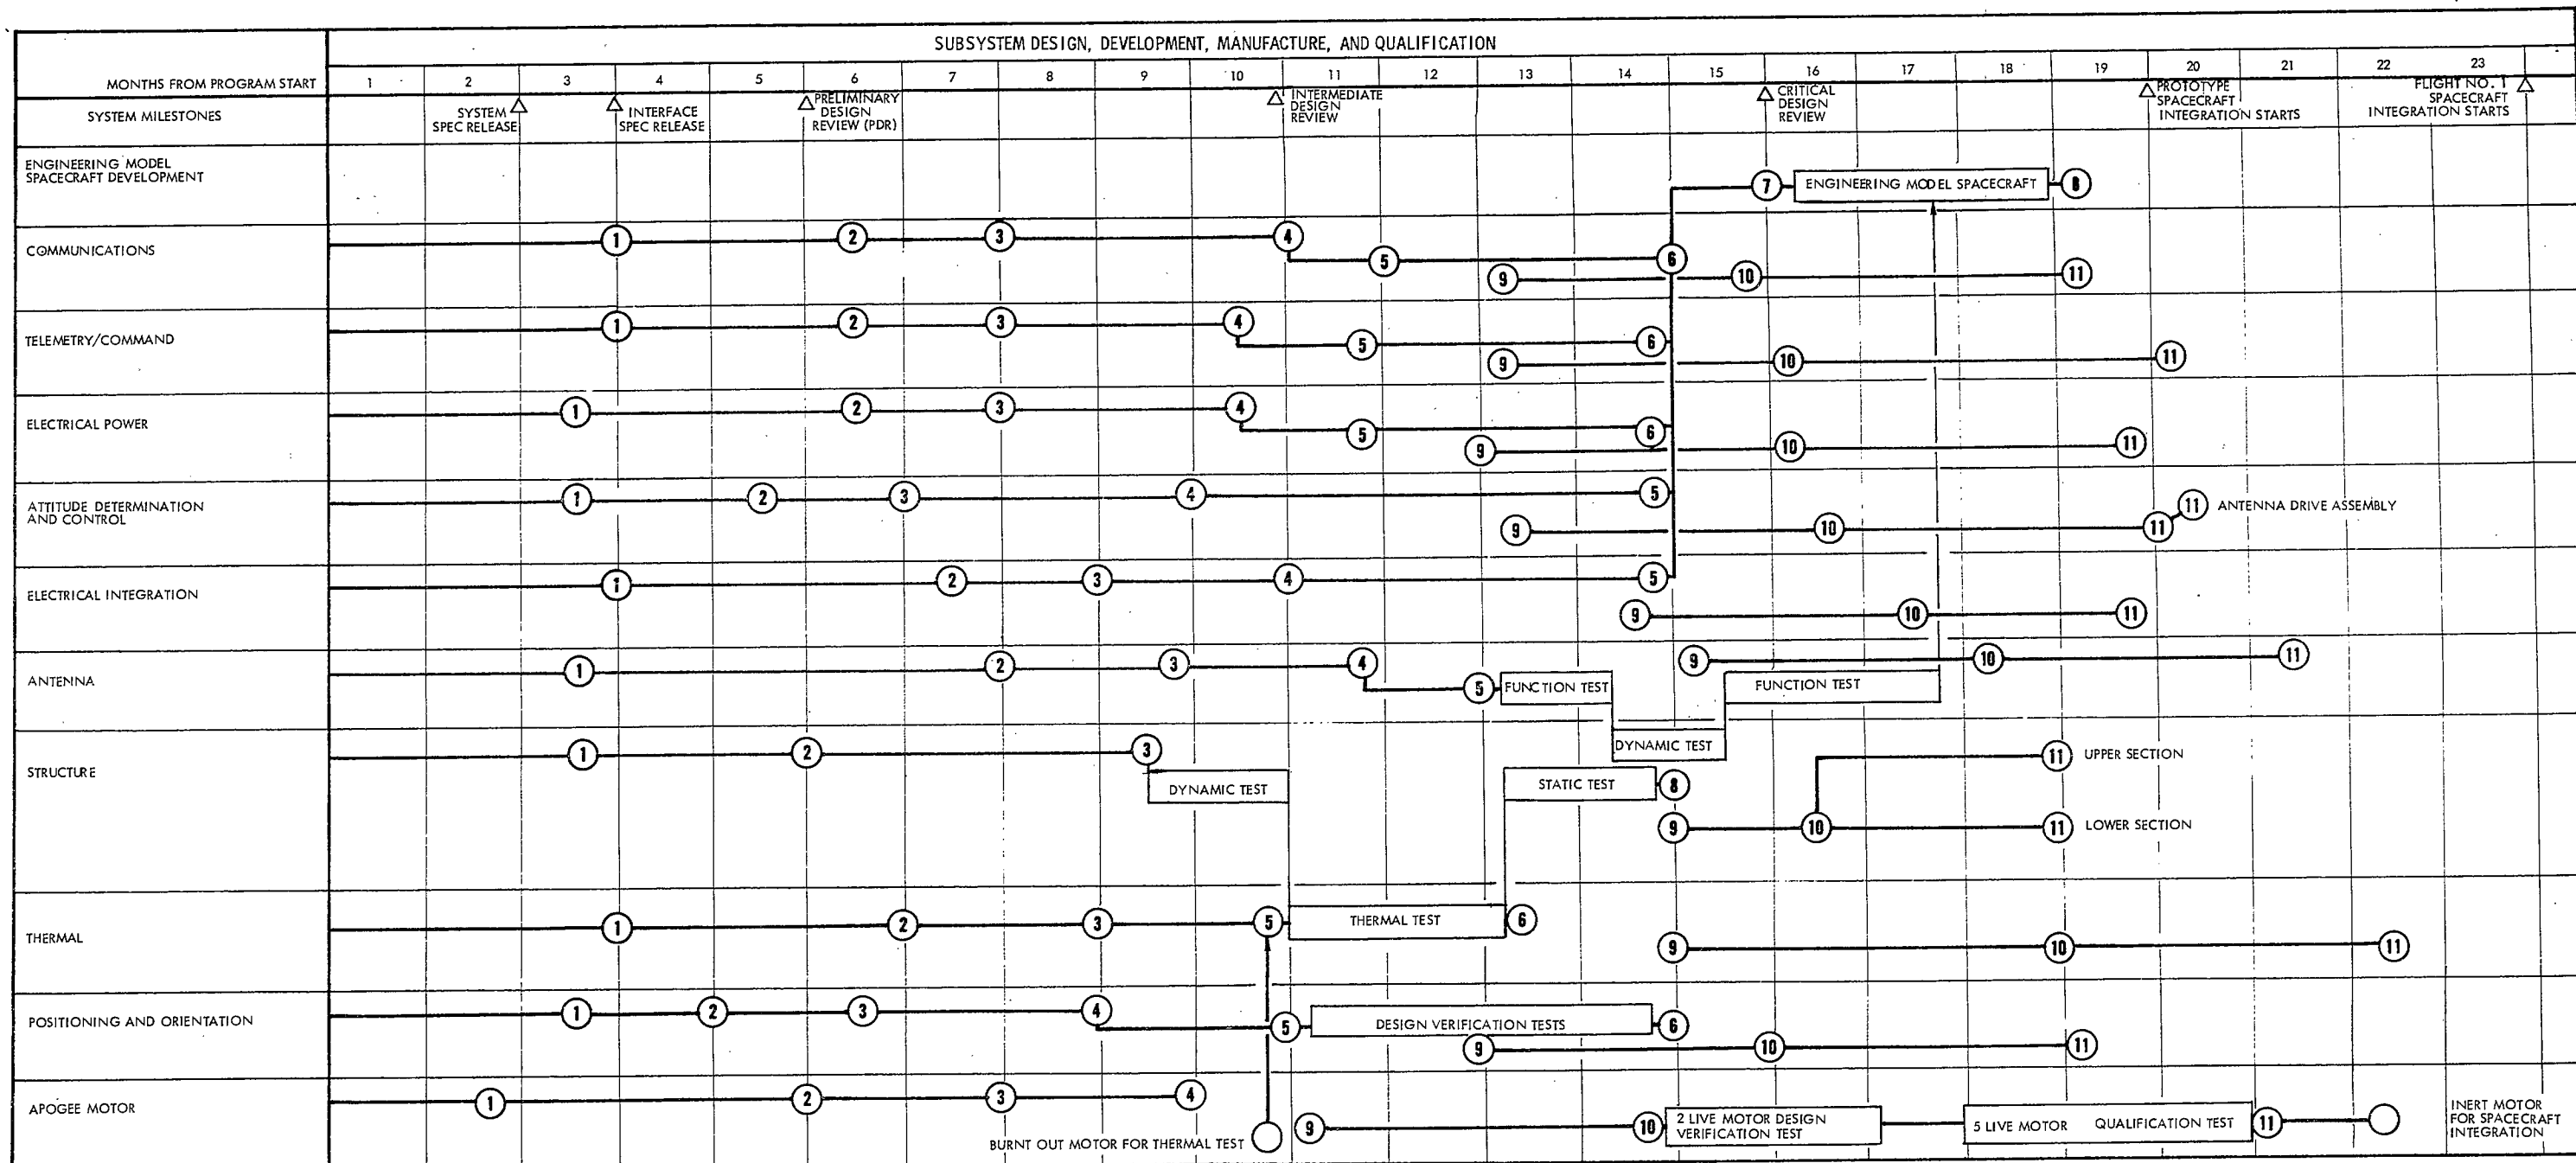 SUBSYSTEM DESIGN, DEVELOPMENT, MANUFACTURE, AND QUALIFICATION
MONTHS FROM PROGRAM START 1 2 3 4 5 6 7 8 9 10 11 12 13 14 15 16 17 18 19 20 21 22 23
SYSTEM MILESTONES
SYSTEM
SPEC RELEASE
INTERFACE
SPEC RELEASE
PRELIMINARY
DESIGN
REVIEW (PDR)
INTERMEDIATE
DESIGN
REVIEW
CRITICAL
DESIGN
REVIEW
PROTOTYPE
SPACECRAFT
INTEGRATION STARTS
FLIGHT NO. 1
SPACECRAFT
INTEGRATION STARTS
ENGINEERING MODEL
SPACECRAFT DEVELOPMENT
7 ENGINEERING MODEL SPACECRAFT 8
COMMUNICATIONS
1 2 3 4
5 6
9 10 11
TELEMETRY/COMMAND
1 2 3 4
5 6
9 10 11
ELECTRICAL POWER
1 2 3 4
5 6
9 10 11
ATTITUDE DETERMINATION
AND CONTROL
1 2 3 4 5
11 ANTENNA DRIVE ASSEMBLY
9 10 11
ELECTRICAL INTEGRATION
1 2 3 4 5
9 10 11
ANTENNA
1 2 3 4
9 10 11
5 FUNCTION TEST
FUNCTION TEST
DYNAMIC TEST
STRUCTURE
1 2 3
DYNAMIC TEST
STATIC TEST 8
11 UPPER SECTION
9 10 11 LOWER SECTION
THERMAL
1 2 3 5 THERMAL TEST 6
9 10 11
POSITIONING AND ORIENTATION
1 2 3 4
5 DESIGN VERIFICATION TESTS 6
9 10 11
APOGEE MOTOR
1 2 3 4
BURNT OUT MOTOR FOR THERMAL TEST
9 10
2 LIVE MOTOR DESIGN
VERIFICATION TEST
5 LIVE MOTOR QUALIFICATION TEST 11
INERT MOTOR
FOR SPACECRAFT
INTEGRATION